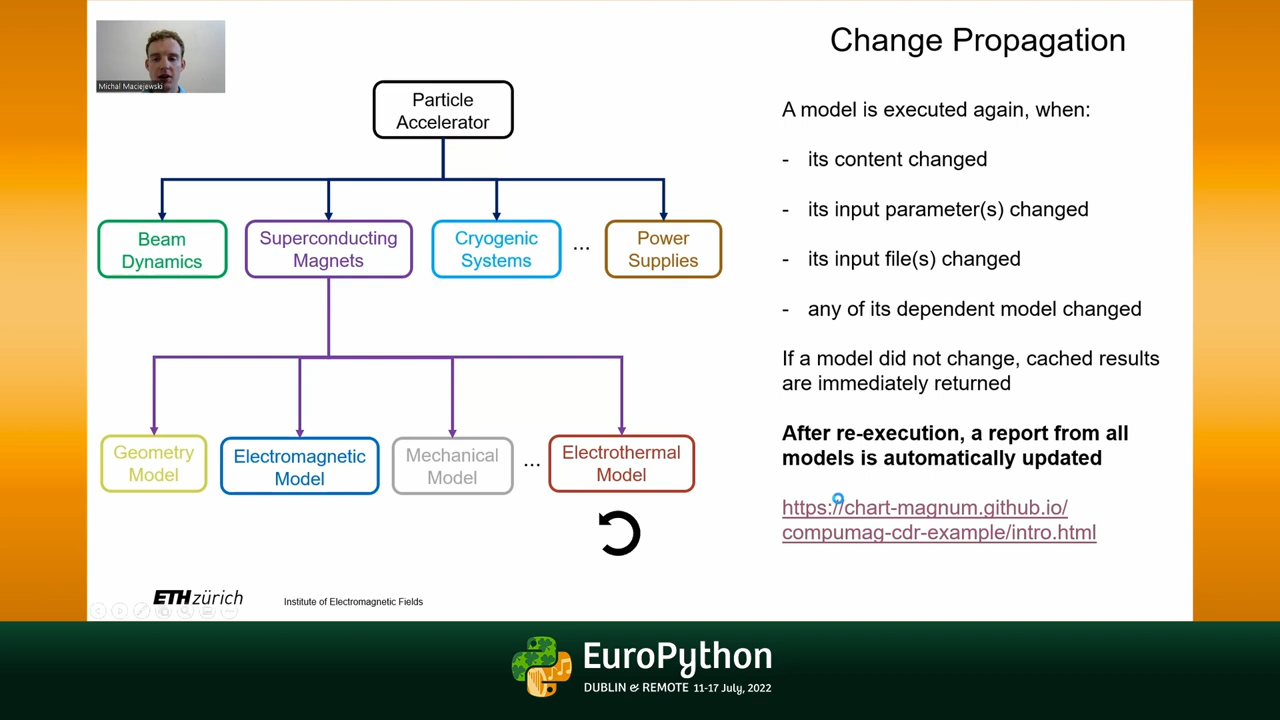 Michal Maciejewski
Change Propagation
Particle
Accelerator
Beam
Dynamics
Superconducting
Magnets
Cryogenic
Systems
...
Power
Supplies
Geometry
Model
Electromagnetic
Model
Mechanical
Model
...
Electrothermal
Model
A model is executed again, when:
- its content changed
- its input parameter(s) changed
- its input file(s) changed
- any of its dependent model changed
If a model did not change, cached results
are immediately returned
After re-execution, a report from all
models is automatically updated
https://chart-magnum.github.io/
compumag-cdr-example/intro.html
ETH zürich
Institute of Electromagnetic Fields
EuroPython
DUBLIN & REMOTE 11-17 July, 2022